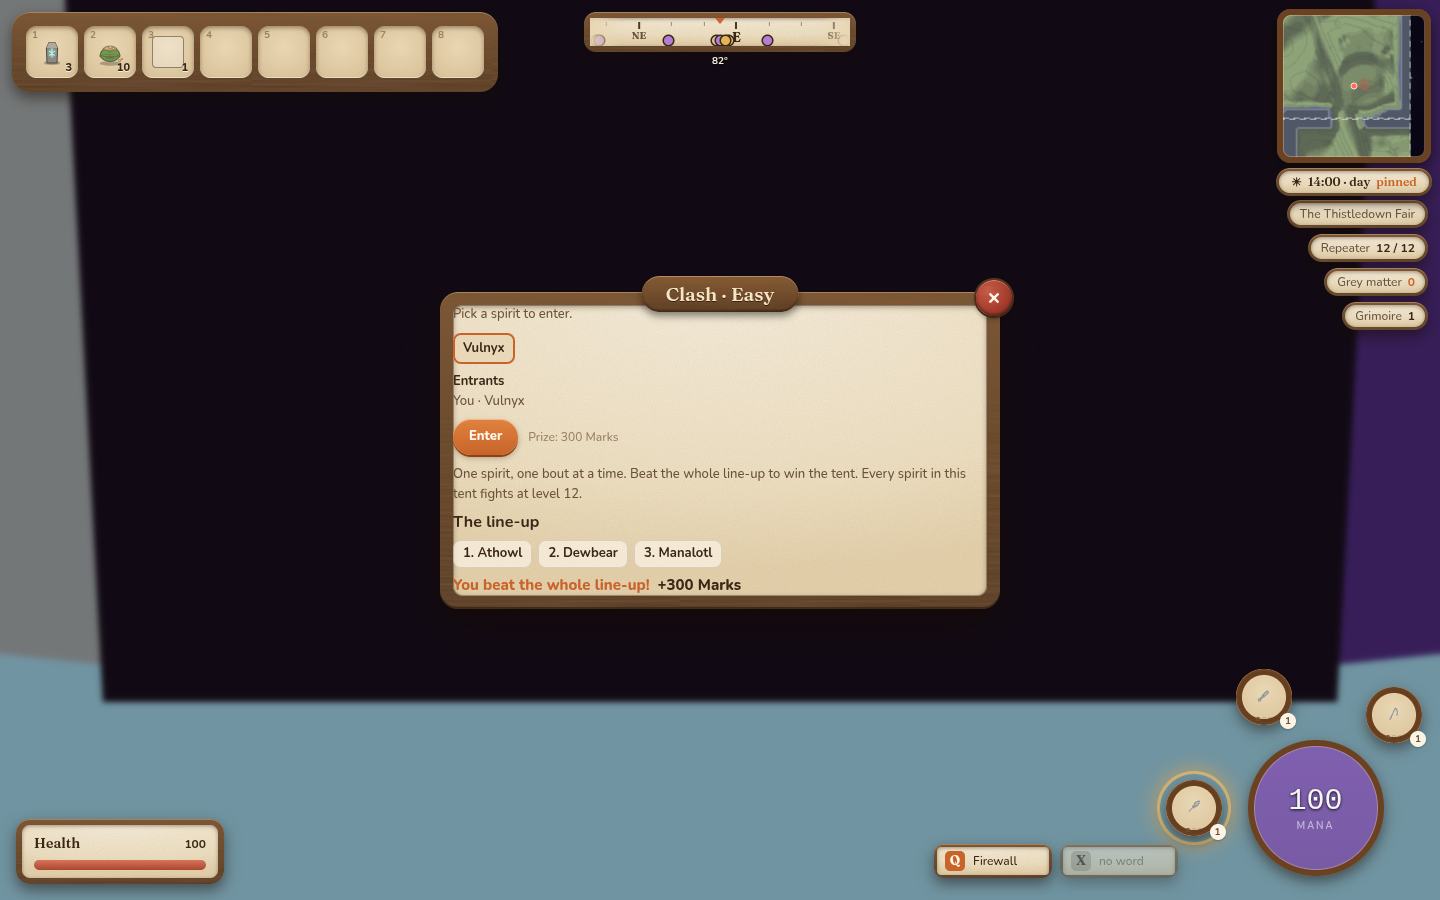 1
3
2
10
3
1
4
5
6
7
8
NE
E
SE
82°
14:00 · day pinned
The Thistledown Fair
Repeater 12 / 12
Grey matter 0
Grimoire 1
Clash · Easy
×
Pick a spirit to enter.
Vulnyx
Entrants
You · Vulnyx
Enter
Prize: 300 Marks
One spirit, one bout at a time. Beat the whole line-up to win the tent. Every spirit in this
tent fights at level 12.
The line-up
1. Athowl
2. Dewbear
3. Manalotl
You beat the whole line-up! +300 Marks
1
1
1
100
MANA
Health 100
Q Firewall
X no word